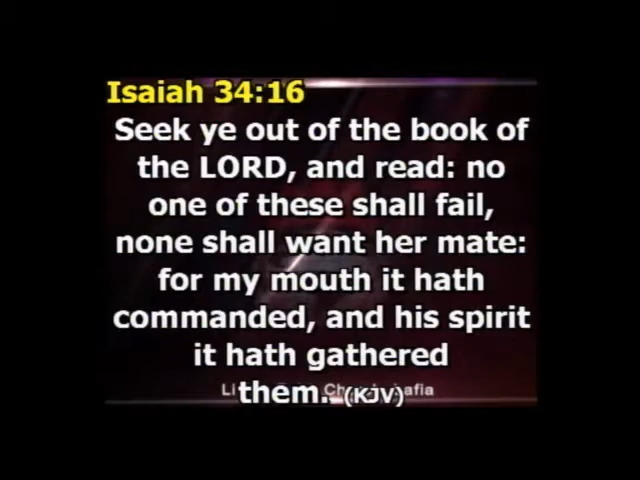 Isaiah 34:16
Seek ye out of the book of
the LORD, and read: no
one of these shall fail,
none shall want her mate:
for my mouth it hath
commanded, and his spirit
it hath gathered
them. (KJV)